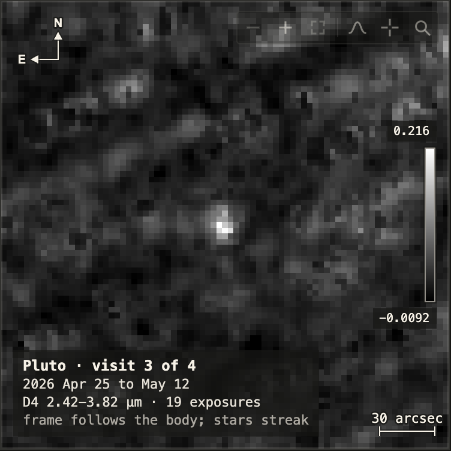 N
E
0.216
−0.0092
Pluto · visit 3 of 4
2026 Apr 25 to May 12
D4 2.42–3.82 μm · 19 exposures
frame follows the body; stars streak
30 arcsec